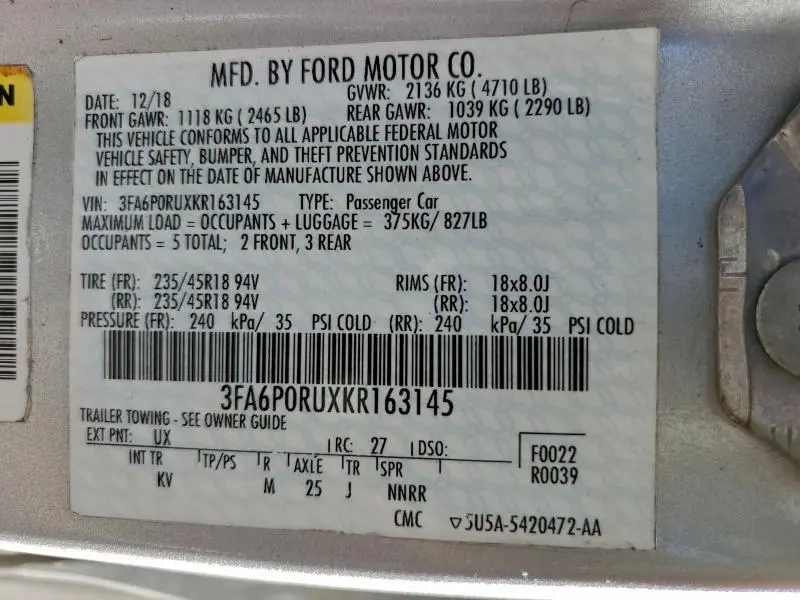 N
MFD. BY FORD MOTOR CO.
DATE: 12/18 GVWR: 2136 KG ( 4710 LB)
FRONT GAWR: 1118 KG ( 2465 LB) REAR GAWR: 1039 KG ( 2290 LB)
THIS VEHICLE CONFORMS TO ALL APPLICABLE FEDERAL MOTOR
VEHICLE SAFETY, BUMPER, AND THEFT PREVENTION STANDARDS
IN EFFECT ON THE DATE OF MANUFACTURE SHOWN ABOVE.
VIN: 3FA6P0RUXKR163145 TYPE: Passenger Car
MAXIMUM LOAD = OCCUPANTS + LUGGAGE = 375KG/ 827LB
OCCUPANTS = 5 TOTAL; 2 FRONT, 3 REAR
TIRE (FR): 235/45R18 94V RIMS (FR): 18x8.0J
(RR): 235/45R18 94V (RR): 18x8.0J
PRESSURE (FR): 240 kPa/ 35 PSI COLD (RR): 240 kPa/ 35 PSI COLD
3FA6P0RUXKR163145
TRAILER TOWING - SEE OWNER GUIDE
EXT PNT: UX RC: 27 DSO: F0022
INT TR TP/PS R AXLE TR SPR R0039
KV M 25 J NNRR
CMC 5U5A-5420472-AA